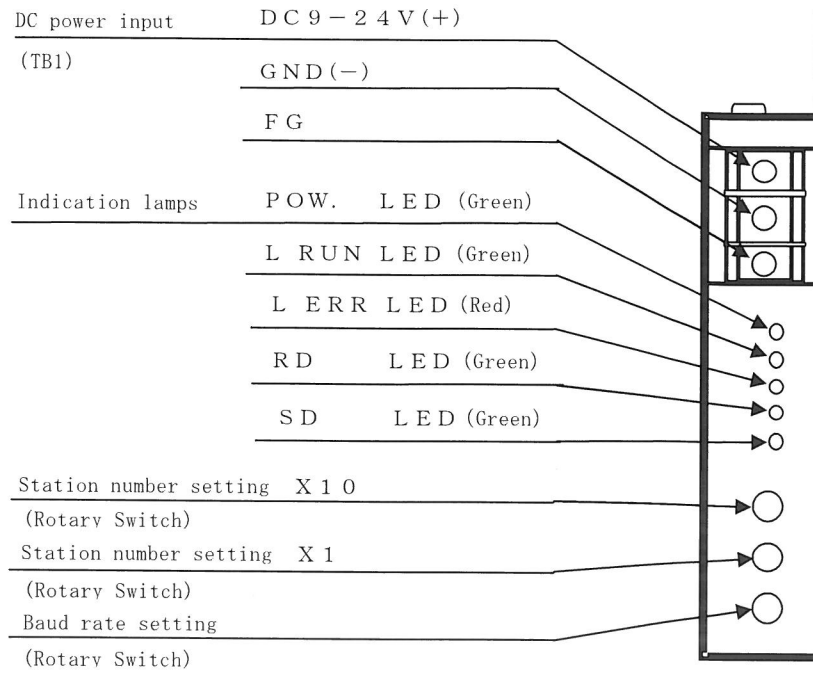 DC power input DC9-24V(+)
(TB1)
GND(-)
FG
Indication lamps POW. LED (Green)
L RUN LED (Green)
L ERR LED (Red)
RD LED (Green)
SD LED (Green)
Station number setting X10
(Rotary Switch)
Station number setting X1
(Rotary Switch)
Baud rate setting
(Rotary Switch)